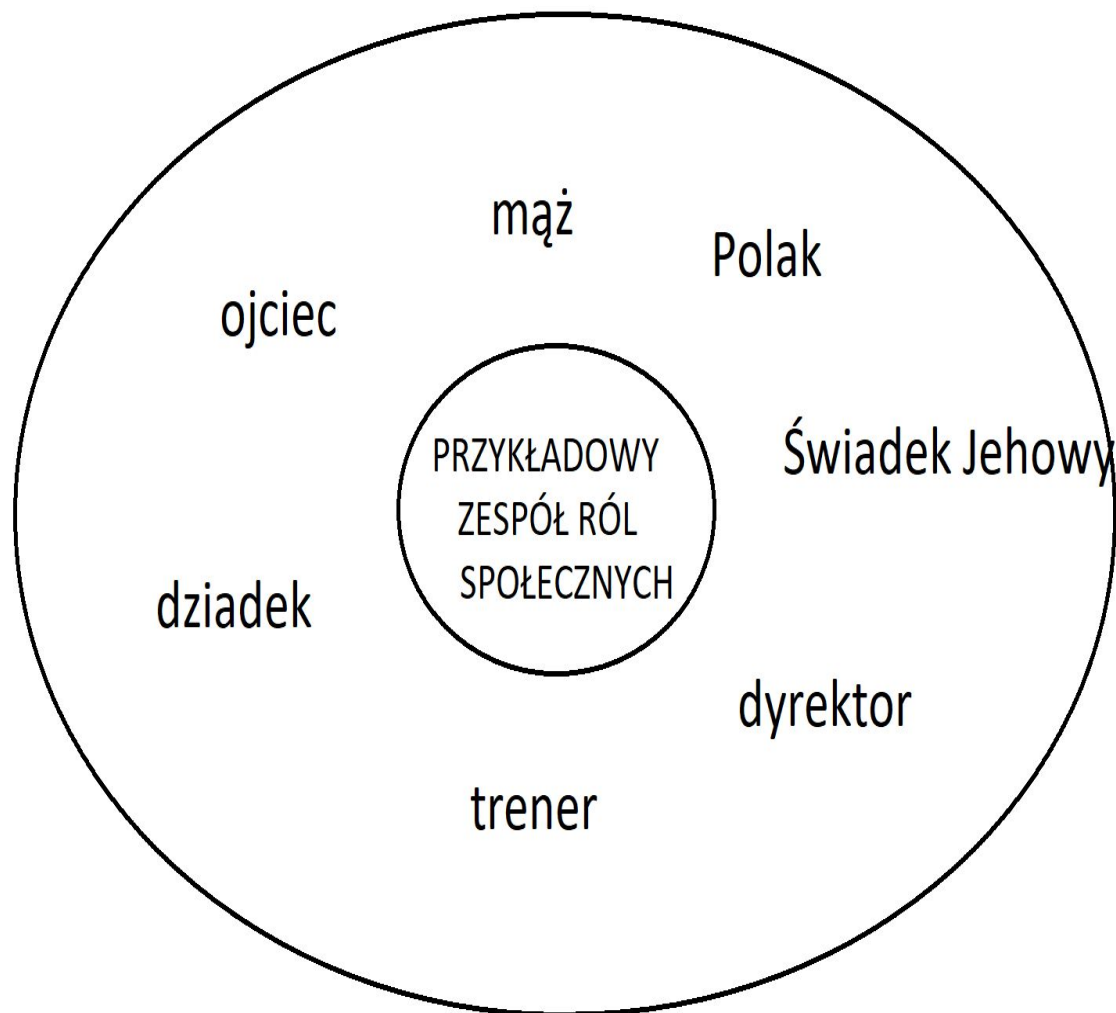 mąż
Polak
ojciec
PRZYKŁADOWY
ZESPÓŁ RÓL
SPOŁECZNYCH
Świadek Jehowy
dziadek
dyrektor
trener